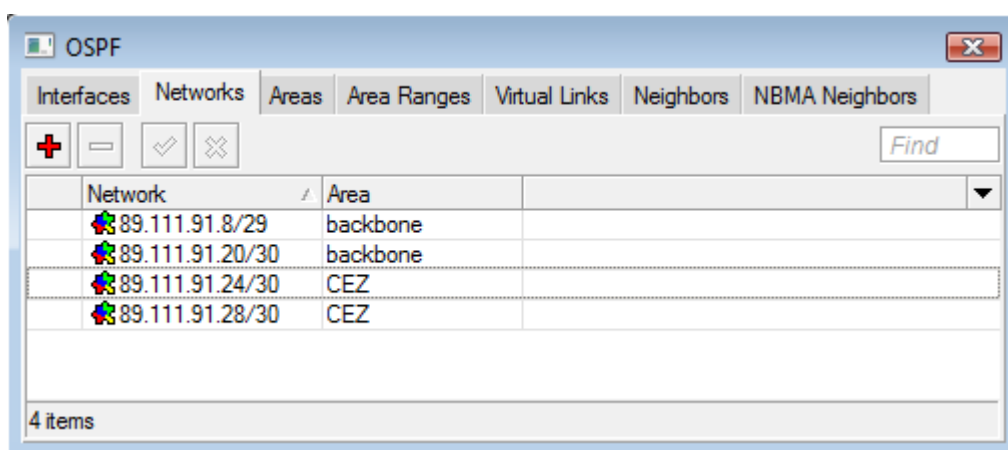 OSPF
Interfaces Networks Areas Area Ranges Virtual Links Neighbors NBMA Neighbors
Find
Network Area
89.111.91.8/29 backbone
89.111.91.20/30 backbone
89.111.91.24/30 CEZ
89.111.91.28/30 CEZ
4 items